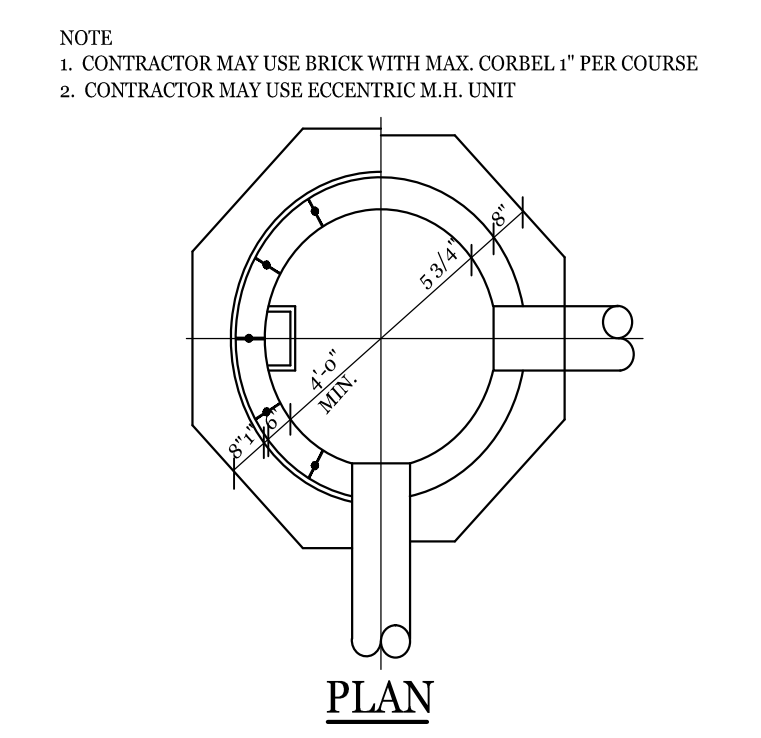 NOTE
1. CONTRACTOR MAY USE BRICK WITH MAX. CORBEL 1" PER COURSE
2. CONTRACTOR MAY USE ECCENTRIC M.H. UNIT
8"
5 3/4"
4'-0"
MIN.
6"
1"
8"
PLAN